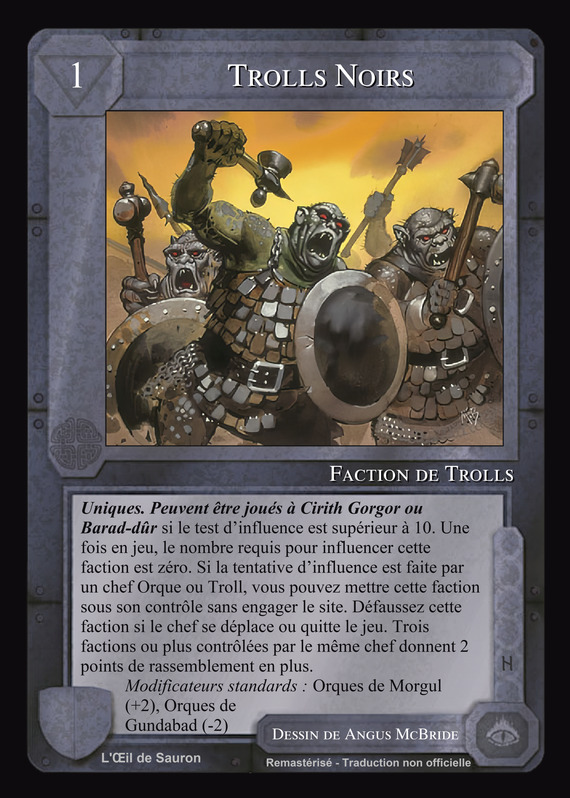 1
Trolls Noirs
Faction de Trolls
Uniques. Peuvent être joués à Cirith Gorgor ou
Barad-dûr si le test d'influence est supérieur à 10. Une
fois en jeu, le nombre requis pour influencer cette
faction est zéro. Si la tentative d'influence est faite par
un chef Orque ou Troll, vous pouvez mettre cette faction
sous son contrôle sans engager le site. Défaussez cette
faction si le chef se déplace ou quitte le jeu. Trois
factions ou plus contrôlées par le même chef donnent 2
points de rassemblement en plus.
Modificateurs standards : Orques de Morgul
(+2), Orques de
Gundabad (-2)
Dessin de Angus McBride
L'Œil de Sauron
Remastérisé - Traduction non officielle